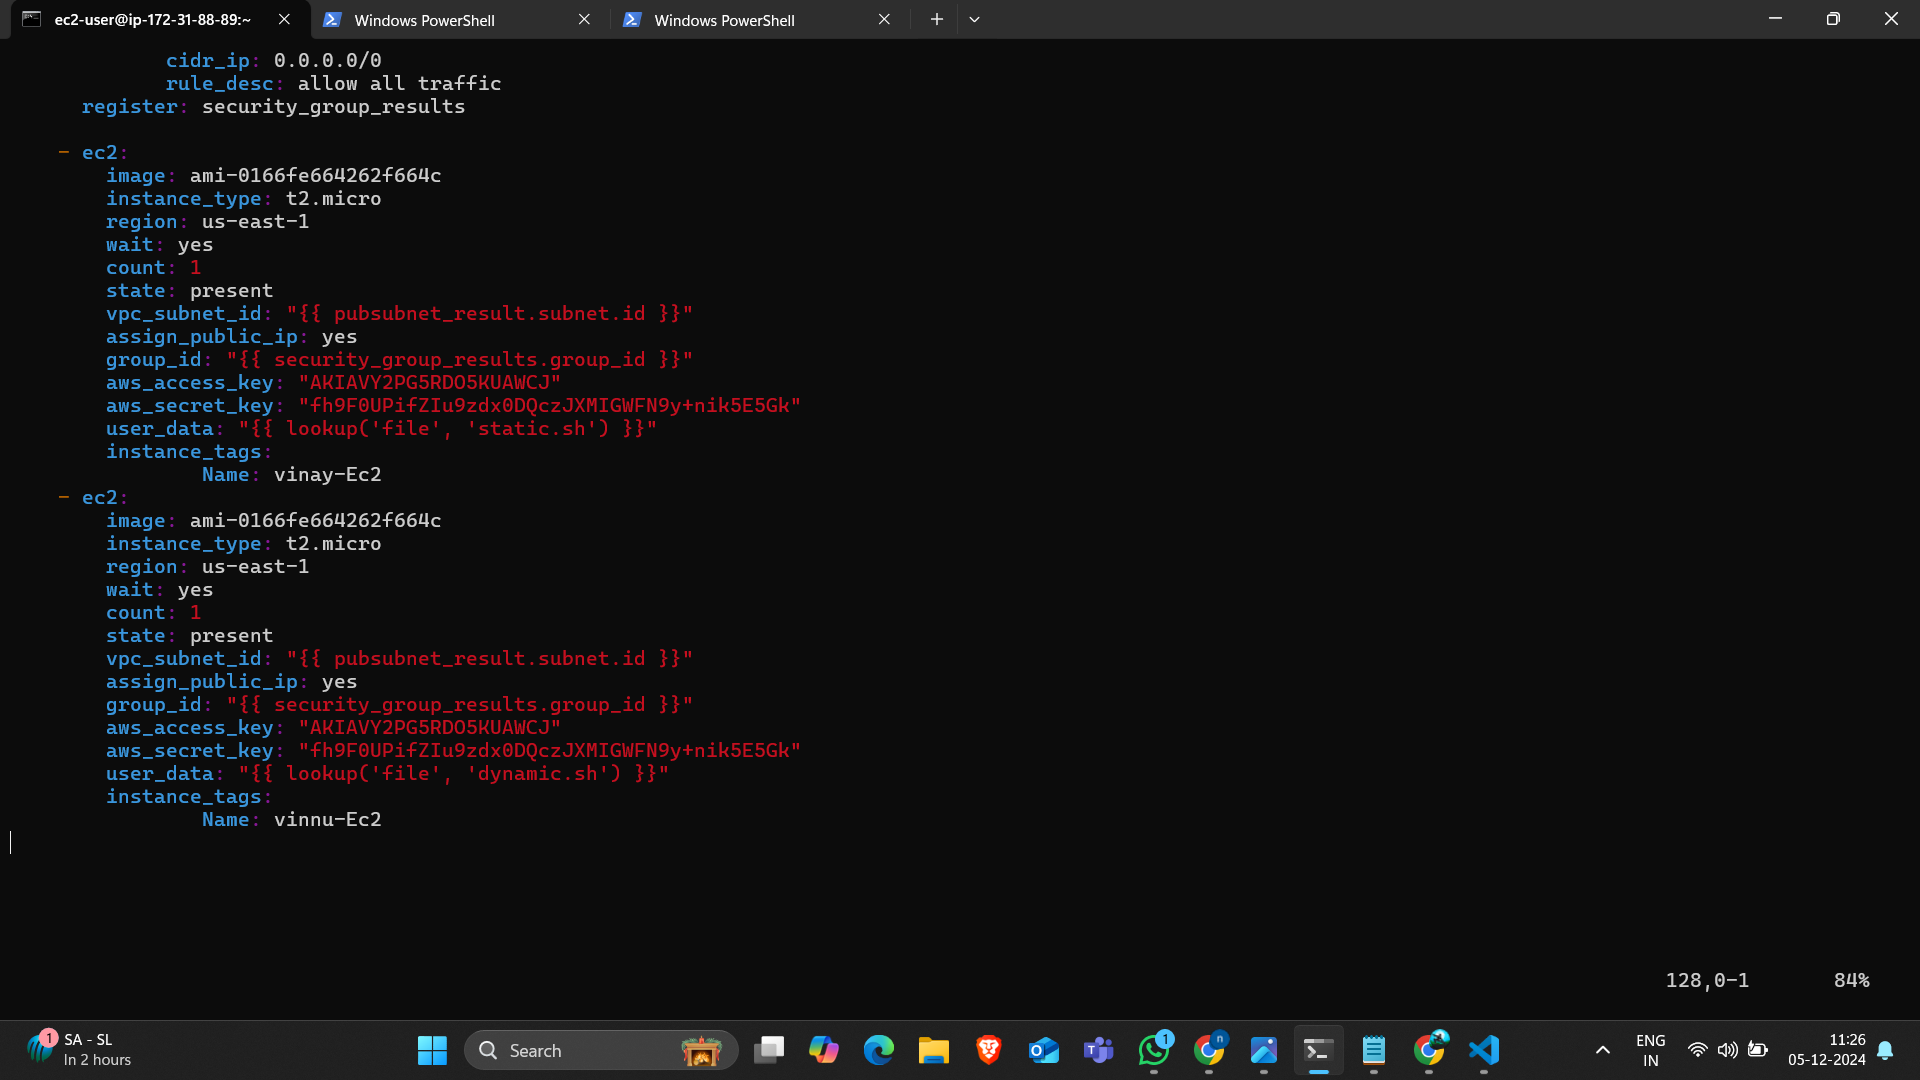 ec2-user@ip-172-31-88-89:~
Windows PowerShell
Windows PowerShell
cidr_ip: 0.0.0.0/0
rule_desc: allow all traffic
register: security_group_results
- ec2:
image: ami-0166fe664262f664c
instance_type: t2.micro
region: us-east-1
wait: yes
count: 1
state: present
vpc_subnet_id: "{{ pubsubnet_result.subnet.id }}"
assign_public_ip: yes
group_id: "{{ security_group_results.group_id }}"
aws_access_key: "AKIAVY2PG5RDO5KUAWCJ"
aws_secret_key: "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"
user_data: "{{ lookup('file', 'static.sh') }}"
instance_tags:
Name: vinay-Ec2
- ec2:
image: ami-0166fe664262f664c
instance_type: t2.micro
region: us-east-1
wait: yes
count: 1
state: present
vpc_subnet_id: "{{ pubsubnet_result.subnet.id }}"
assign_public_ip: yes
group_id: "{{ security_group_results.group_id }}"
aws_access_key: "AKIAVY2PG5RDO5KUAWCJ"
aws_secret_key: "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"
user_data: "{{ lookup('file', 'dynamic.sh') }}"
instance_tags:
Name: vinnu-Ec2
128,0-1 84%
1
SA - SL
In 2 hours
Search
1
n
ENG
IN
11:26
05-12-2024